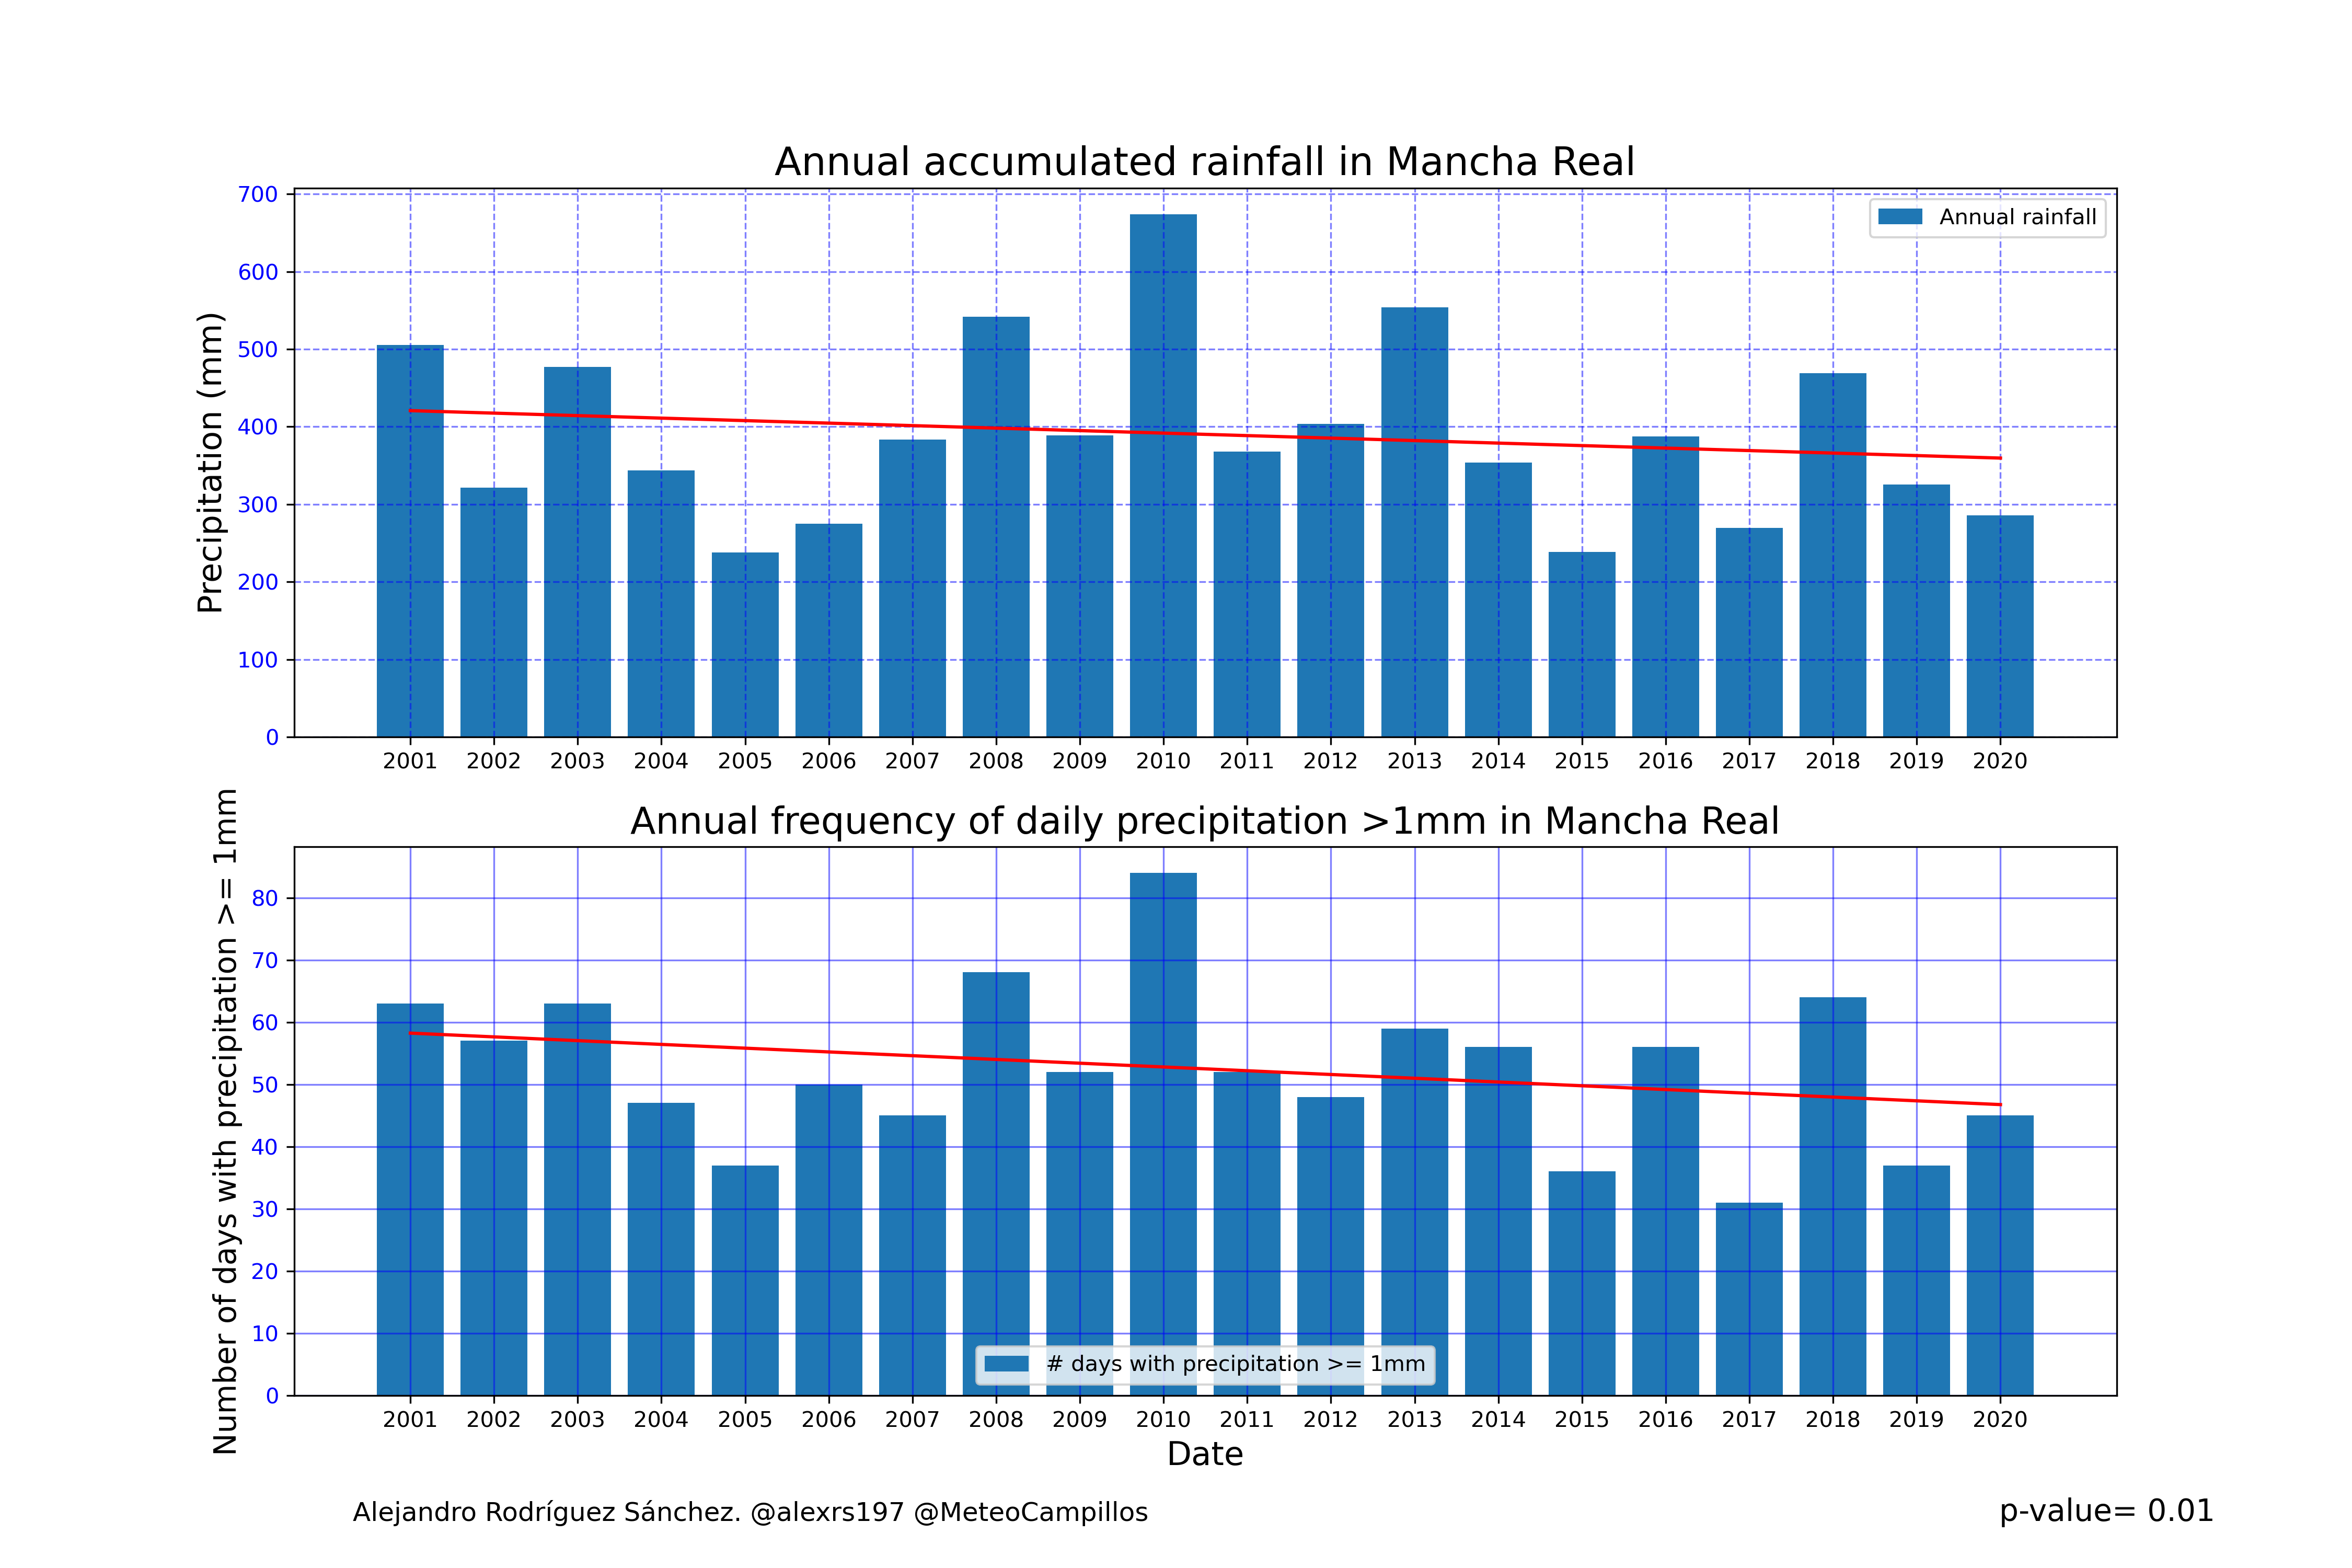 Annual accumulated rainfall in Mancha Real
Precipitation (mm)
700
600
500
400
300
200
100
0
Annual rainfall
2001 2002 2003 2004 2005 2006 2007 2008 2009 2010 2011 2012 2013 2014 2015 2016 2017 2018 2019 2020
Annual frequency of daily precipitation >1mm in Mancha Real
Number of days with precipitation >= 1mm
80
70
60
50
40
30
20
10
0
# days with precipitation >= 1mm
2001 2002 2003 2004 2005 2006 2007 2008 2009 2010 2011 2012 2013 2014 2015 2016 2017 2018 2019 2020
Date
Alejandro Rodríguez Sánchez. @alexrs197 @MeteoCampillos
p-value= 0.01